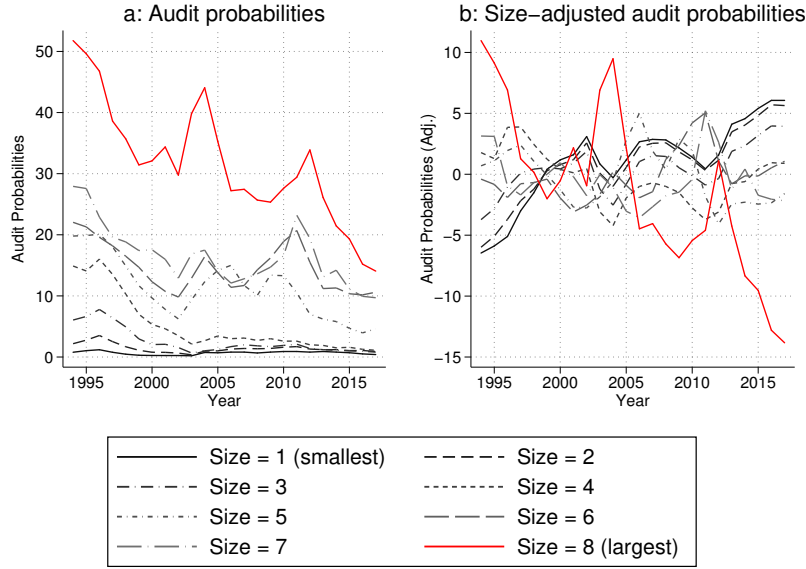 a: Audit probabilities
b: Size−adjusted audit probabilities
Audit Probabilities
50
40
30
20
10
0
1995
2000
2005
2010
2015
Year
Audit Probabilities (Adj.)
10
5
0
−5
−10
−15
1995
2000
2005
2010
2015
Year
Size = 1 (smallest)
Size = 2
Size = 3
Size = 4
Size = 5
Size = 6
Size = 7
Size = 8 (largest)